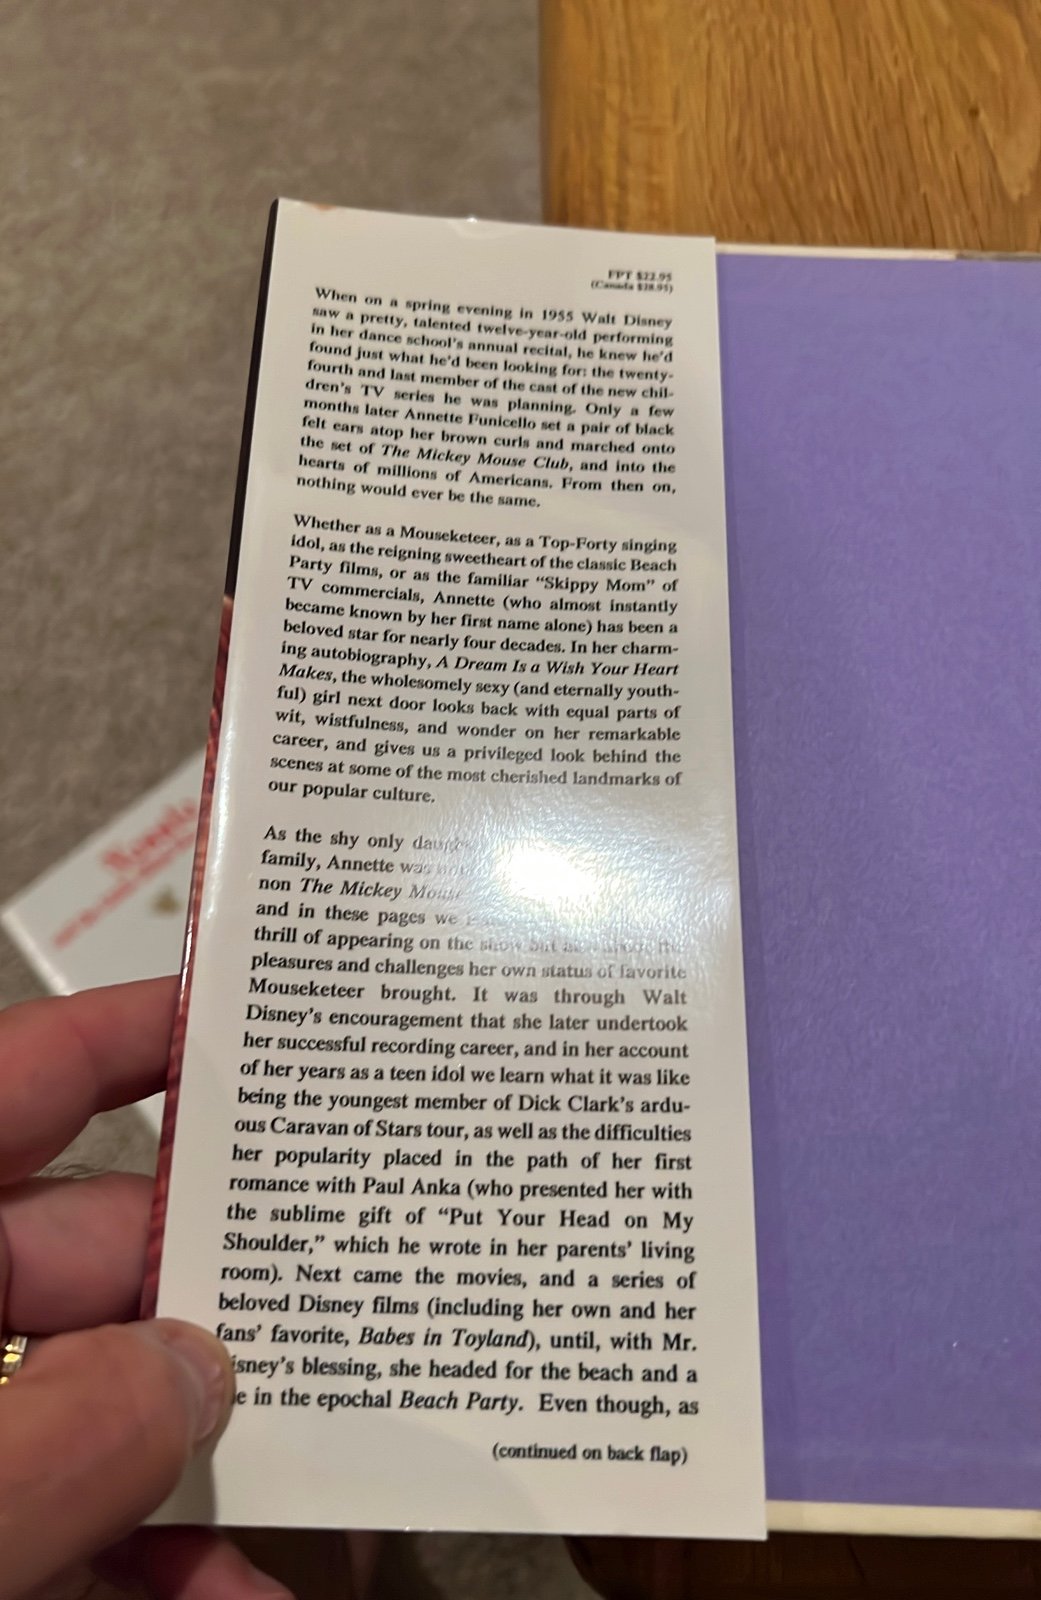 FPT $22.95
(Canada $28.95)
When on a spring evening in 1955 Walt Disney
saw a pretty, talented twelve-year-old performing
in her dance school's annual recital, he knew he'd
found just what he'd been looking for: the twenty-
fourth and last member of the cast of the new chil-
dren's TV series he was planning. Only a few
months later Annette Funicello set a pair of black
felt ears atop her brown curls and marched onto
the set of The Mickey Mouse Club, and into the
hearts of millions of Americans. From then on,
nothing would ever be the same.
Whether as a Mouseketeer, as a Top-Forty singing
idol, as the reigning sweetheart of the classic Beach
Party films, or as the familiar “Skippy Mom” of
TV commercials, Annette (who almost instantly
became known by her first name alone) has been a
beloved star for nearly four decades. In her charm-
ing autobiography, A Dream Is a Wish Your Heart
Makes, the wholesomely sexy (and eternally youth-
ful) girl next door looks back with equal parts of
wit, wistfulness, and wonder on her remarkable
career, and gives us a privileged look behind the
scenes at some of the most cherished landmarks of
our popular culture.
As the shy only
family, Annette was
non The Mickey Mouse
and in these pages we
thrill of appearing on the show but
pleasures and challenges her own status of favorite
Mouseketeer brought. It was through Walt
Disney's encouragement that she later undertook
her successful recording career, and in her account
of her years as a teen idol we learn what it was like
being the youngest member of Dick Clark's ardu-
ous Caravan of Stars tour, as well as the difficulties
her popularity placed in the path of her first
romance with Paul Anka (who presented her with
the sublime gift of “Put Your Head on My
Shoulder,” which he wrote in her parents' living
room). Next came the movies, and a series of
beloved Disney films (including her own and her
fans' favorite, Babes in Toyland), until, with Mr.
isney's blessing, she headed for the beach and a
e in the epochal Beach Party. Even though, as
(continued on back flap)